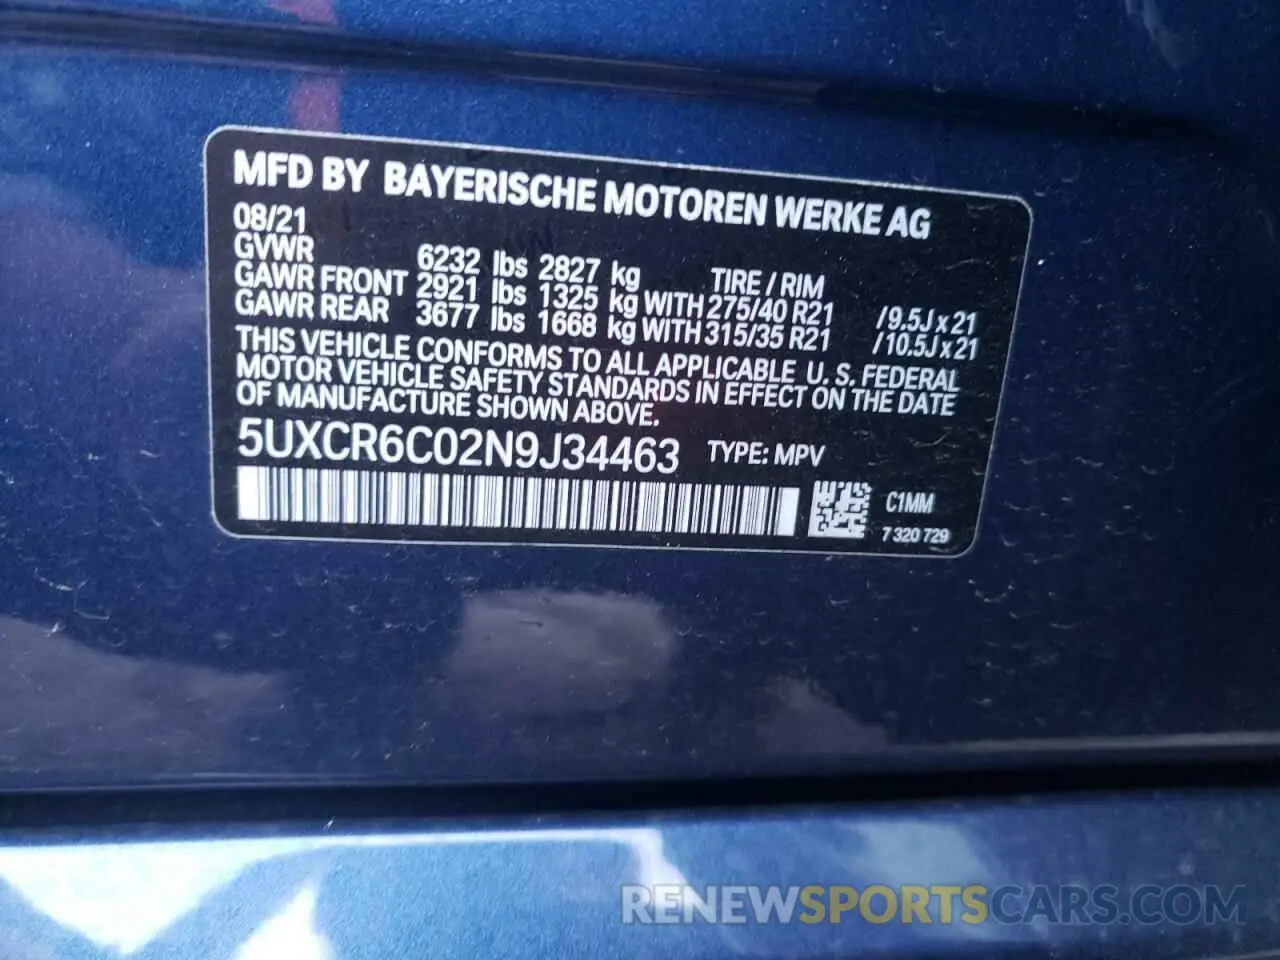 MFD BY BAYERISCHE MOTOREN WERKE AG
08/21
GVWR 6232 lbs 2827 kg TIRE / RIM
GAWR FRONT 2921 lbs 1325 kg WITH 275/40 R21 /9.5J x 21
GAWR REAR 3677 lbs 1668 kg WITH 315/35 R21 /10.5J x 21
THIS VEHICLE CONFORMS TO ALL APPLICABLE U. S. FEDERAL
MOTOR VEHICLE SAFETY STANDARDS IN EFFECT ON THE DATE
OF MANUFACTURE SHOWN ABOVE.
5UXCR6C02N9J34463 TYPE: MPV
C1MM
7 320 729
RENEWSPORTSCARS.COM